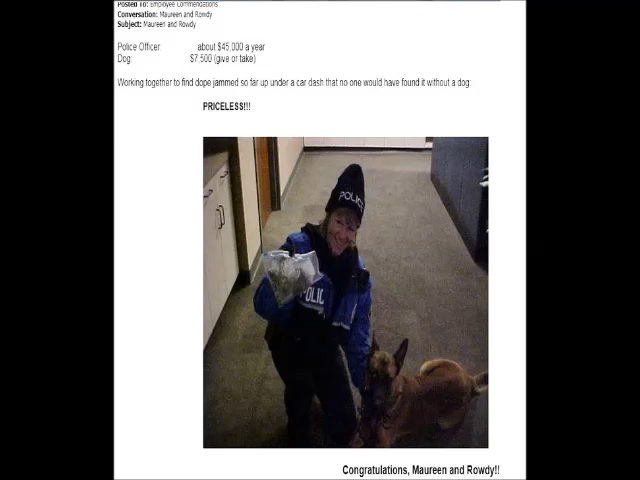 Posted To: Employee Commendations
Conversation: Maureen and Rowdy
Subject: Maureen and Rowdy
Police Officer: about $45,000 a year
Dog: $7,500 (give or take)
Working together to find dope jammed so far up under a car dash that no one would have found it without a dog:
PRICELESS!!!
POLICE
POLIC
Congratulations, Maureen and Rowdy!!